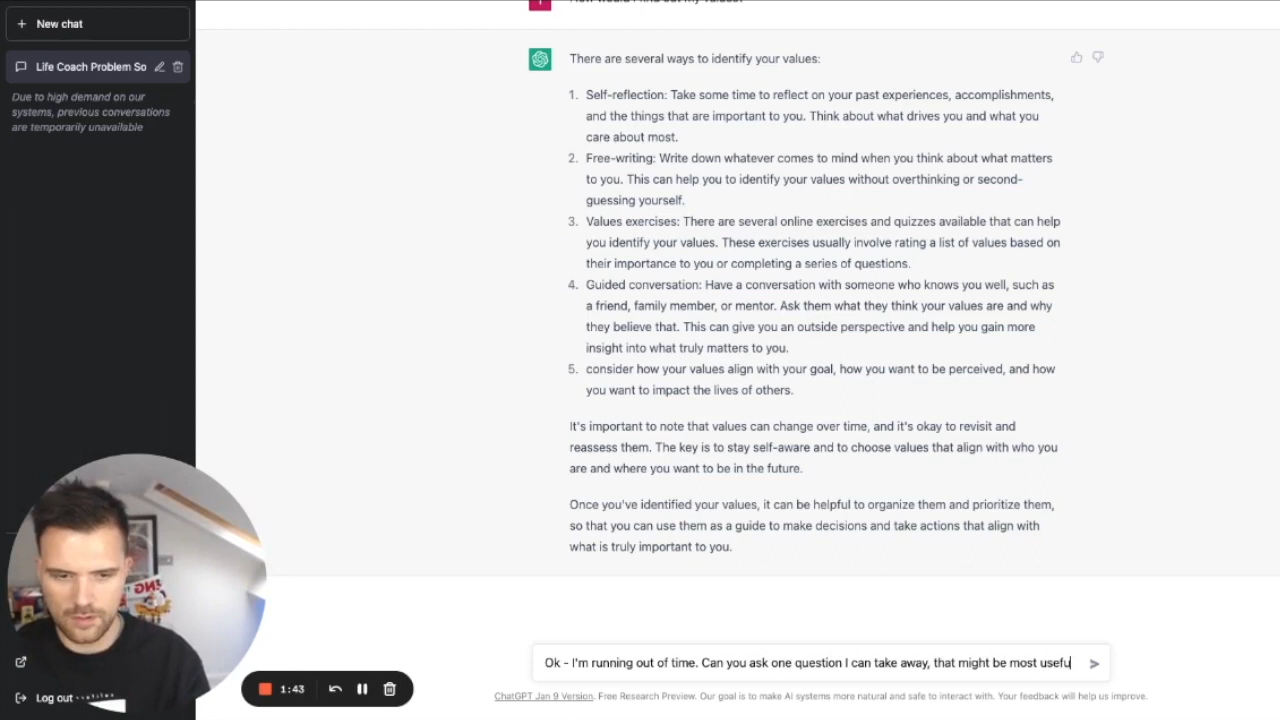 New chat
How would I find out my values?
Life Coach Problem So
Due to high demand on our
systems, previous conversations
are temporarily unavailable
There are several ways to identify your values:
1. Self-reflection: Take some time to reflect on your past experiences, accomplishments,
and the things that are important to you. Think about what drives you and what you
care about most.
2. Free-writing: Write down whatever comes to mind when you think about what matters
to you. This can help you to identify your values without overthinking or second-
guessing yourself.
3. Values exercises: There are several online exercises and quizzes available that can help
you identify your values. These exercises usually involve rating a list of values based on
their importance to you or completing a series of questions.
4. Guided conversation: Have a conversation with someone who knows you well, such as
a friend, family member, or mentor. Ask them what they think your values are and why
they believe that. This can give you an outside perspective and help you gain more
insight into what truly matters to you.
5. consider how your values align with your goal, how you want to be perceived, and how
you want to impact the lives of others.
It's important to note that values can change over time, and it's okay to revisit and
reassess them. The key is to stay self-aware and to choose values that align with who you
are and where you want to be in the future.
Once you've identified your values, it can be helpful to organize them and prioritize them,
so that you can use them as a guide to make decisions and take actions that align with
what is truly important to you.
Ok - I'm running out of time. Can you ask one question I can take away, that might be most usefu
1:43
Log out
ChatGPT Jan 9 Version. Free Research Preview. Our goal is to make AI systems more natural and safe to interact with. Your feedback will help us improve.